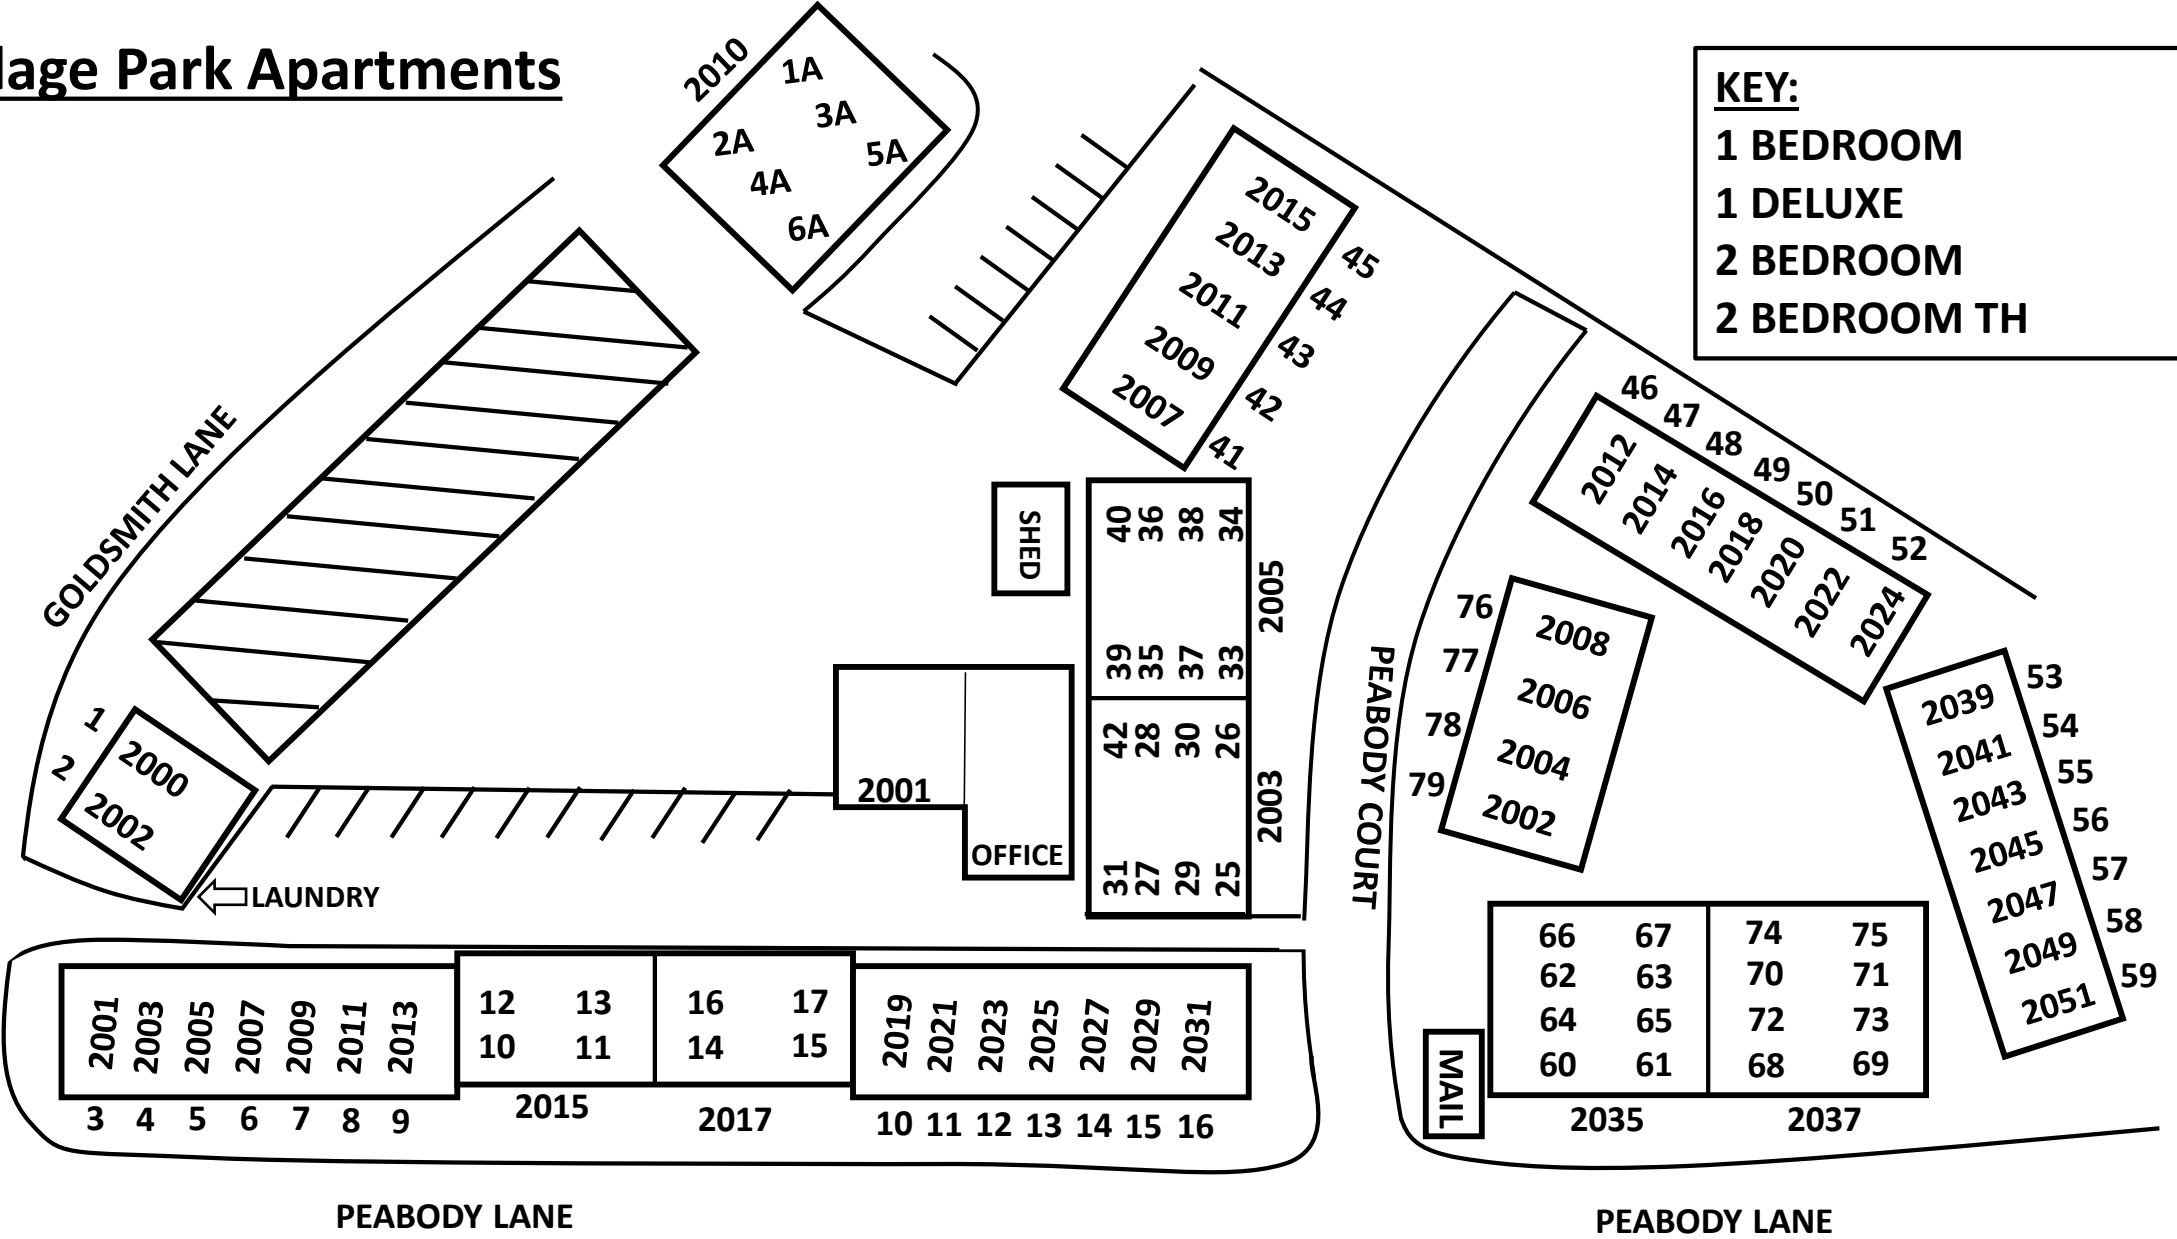 lage Park Apartments
2010
1A
3A
2A
5A
4A
6A
KEY:
1 BEDROOM
1 DELUXE
2 BEDROOM
2 BEDROOM TH
GOLDSMITH LANE
2015
2013
2011
2009
2007
45
44
43
42
41
46
47
48
49
50
51
52
2012
2014
2016
2018
2020
2022
2024
SHED
40 36 38 34
39 35 37 33
2005
42 28 30 26
31 27 29 25
2003
2001
OFFICE
PEABODY COURT
76
77
78
79
2008
2006
2004
2002
2039
2041
2043
2045
2047
2049
2051
53
54
55
56
57
58
59
1
2
2000
2002
LAUNDRY
2001 2003 2005 2007 2009 2011 2013
3 4 5 6 7 8 9
12 13
10 11
2015
16 17
14 15
2017
2019 2021 2023 2025 2027 2029 2031
10 11 12 13 14 15 16
MAIL
66 67
62 63
64 65
60 61
2035
74 75
70 71
72 73
68 69
2037
PEABODY LANE
PEABODY LANE